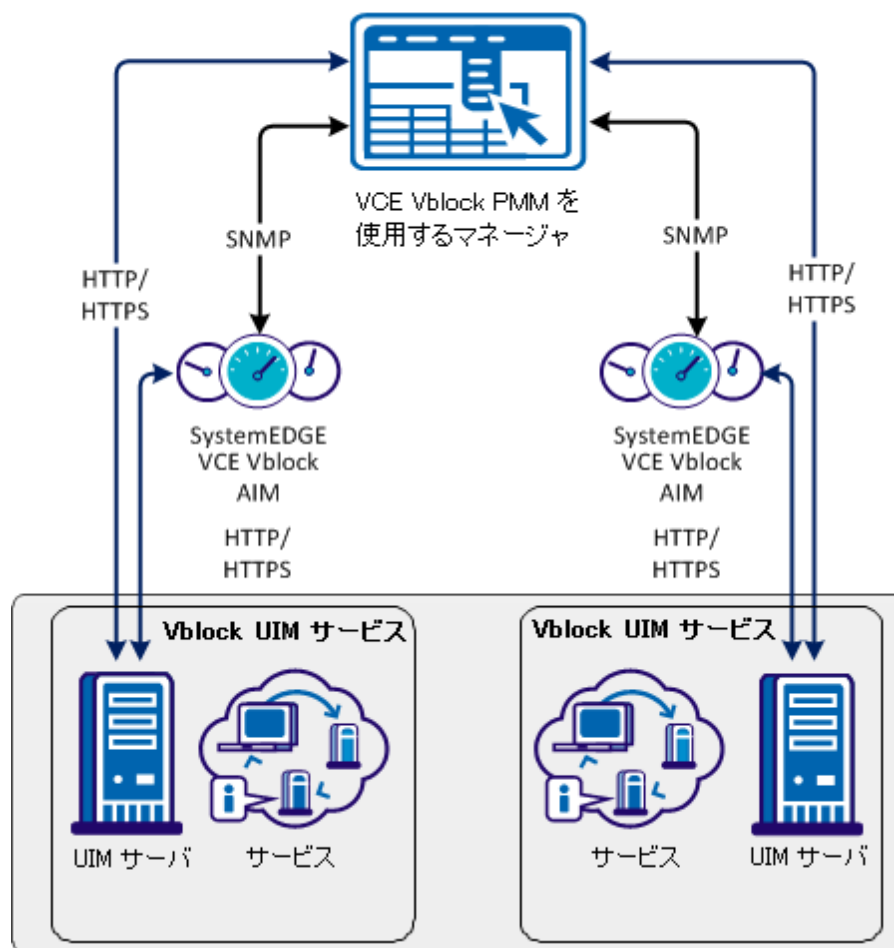 VCE Vblock PMM を
使用するマネージャ
SNMP
SNMP
HTTP/
HTTPS
HTTP/
HTTPS
SystemEDGE
VCE Vblock
AIM
SystemEDGE
VCE Vblock
AIM
HTTP/
HTTPS
HTTP/
HTTPS
Vblock UIM サービス
Vblock UIM サービス
UIM サーバ
サービス
サービス
UIM サーバ